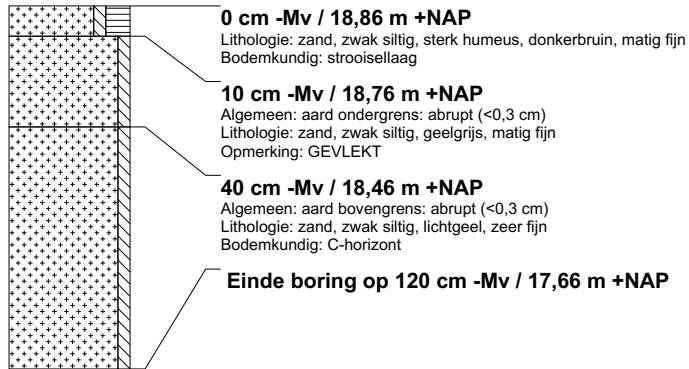 0 cm -Mv / 18,86 m +NAP
Lithologie: zand, zwak siltig, sterk humeus, donkerbruin, matig fijn
Bodemkundig: strooisellaag
10 cm -Mv / 18,76 m +NAP
Algemeen: aard ondergrens: abrupt (<0,3 cm)
Lithologie: zand, zwak siltig, geelgrijs, matig fijn
Opmerking: GEVLEKT
40 cm -Mv / 18,46 m +NAP
Algemeen: aard bovengrens: abrupt (<0,3 cm)
Lithologie: zand, zwak siltig, lichtgeel, zeer fijn
Bodemkundig: C-horizont
Einde boring op 120 cm -Mv / 17,66 m +NAP